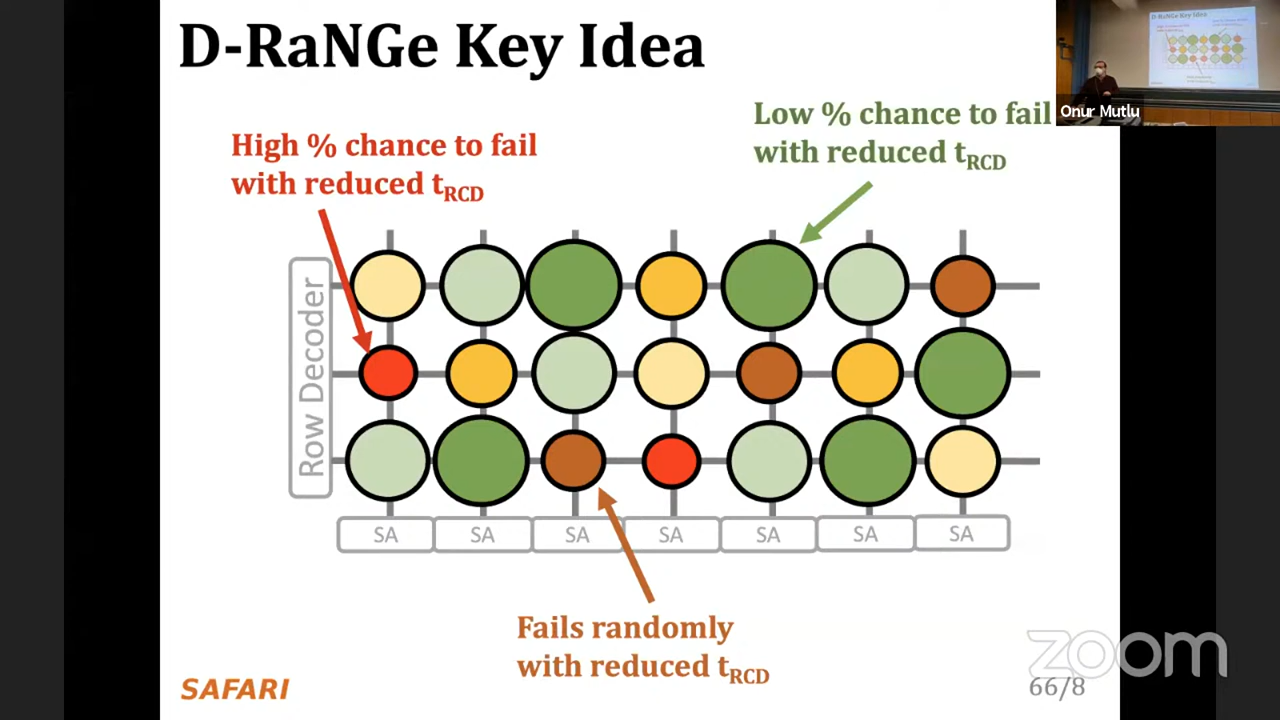 D-RaNGe Key Idea
Onur Mutlu
Low % chance to fail
with reduced tRCD
High % chance to fail
with reduced tRCD
Row Decoder
SA SA SA SA SA SA SA
Fails randomly
with reduced tRCD
SAFARI
zoom
66/8